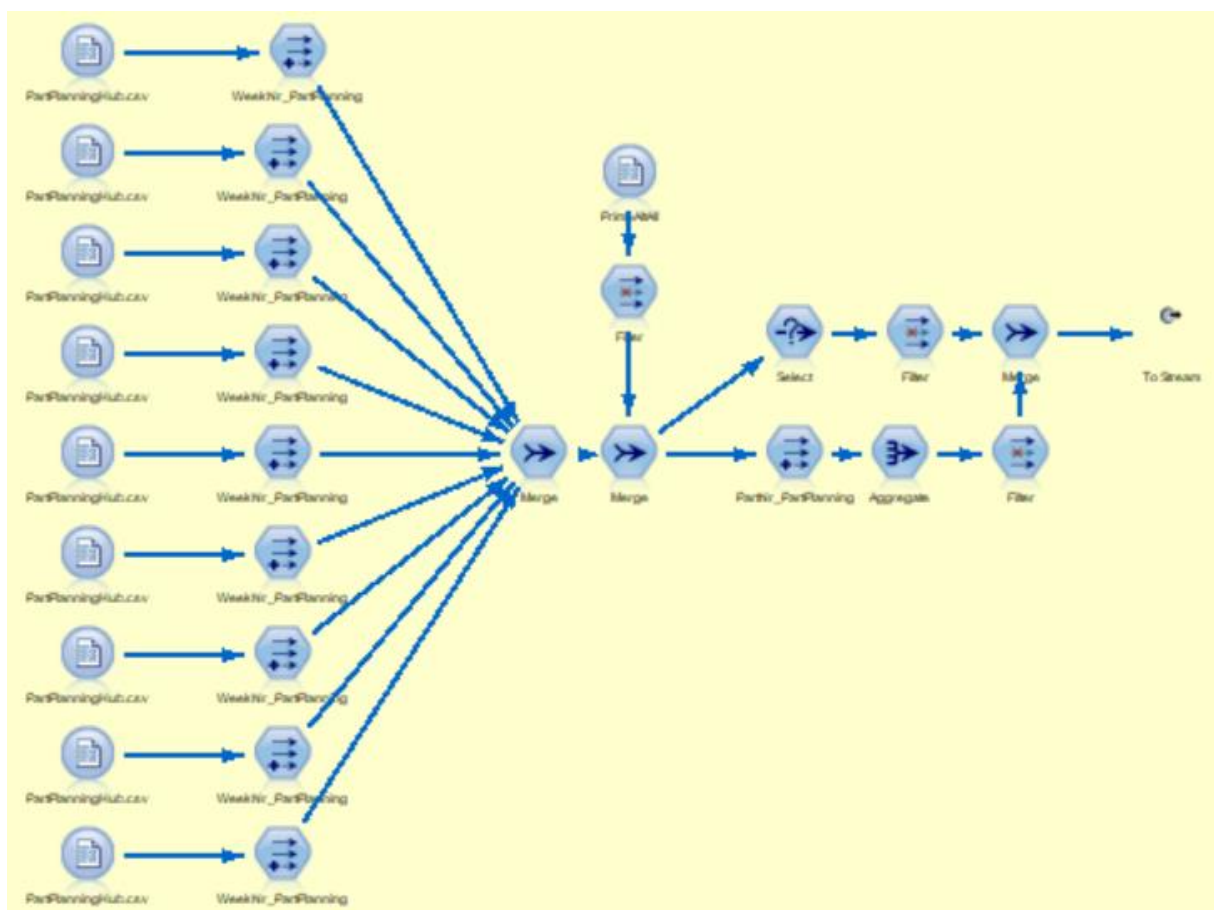 PartPlanningHub.csv
WeekNr_PartPlanning
PartPlanningHub.csv
WeekNr_PartPlanning
PartPlanningHub.csv
WeekNr_PartPlanning
PartPlanningHub.csv
WeekNr_PartPlanning
PartPlanningHub.csv
WeekNr_PartPlanning
PartPlanningHub.csv
WeekNr_PartPlanning
PartPlanningHub.csv
WeekNr_PartPlanning
PartPlanningHub.csv
WeekNr_PartPlanning
PartPlanningHub.csv
WeekNr_PartPlanning
Filter
Merge
Merge
Select
Filter
Merge
To Stream
PartNr_PartPlanning
Aggregate
Filter